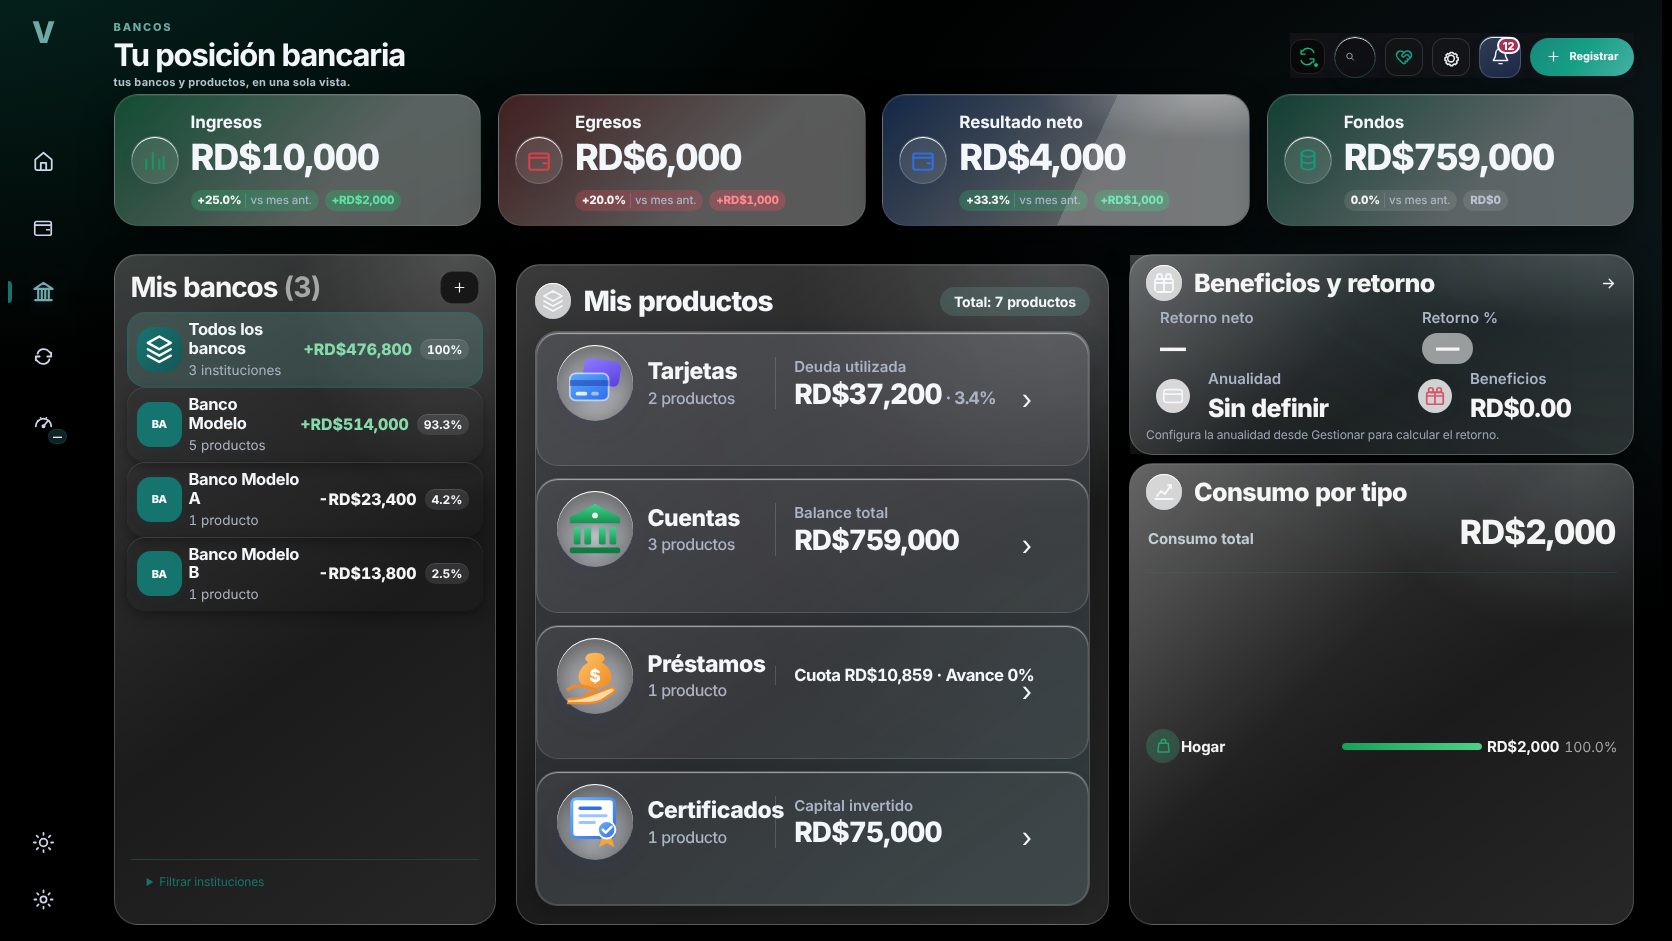 V
BANCOS
Tu posición bancaria
tus bancos y productos, en una sola vista.
12
Registrar
Ingresos
RD$10,000
+25.0% vs mes ant. +RD$2,000
Egresos
RD$6,000
+20.0% vs mes ant. +RD$1,000
Resultado neto
RD$4,000
+33.3% vs mes ant. +RD$1,000
Fondos
RD$759,000
0.0% vs mes ant. RD$0
Mis bancos (3)
Todos los
bancos
3 instituciones
+RD$476,800 100%
BA
Banco
Modelo
5 productos
+RD$514,000 93.3%
BA
Banco Modelo
A
1 producto
-RD$23,400 4.2%
BA
Banco Modelo
B
1 producto
-RD$13,800 2.5%
Filtrar instituciones
Mis productos
Total: 7 productos
Tarjetas
2 productos
Deuda utilizada
RD$37,200 · 3.4%
Cuentas
3 productos
Balance total
RD$759,000
Préstamos
1 producto
Cuota RD$10,859 · Avance 0%
$
Certificados
1 producto
Capital invertido
RD$75,000
Beneficios y retorno
Retorno neto
—
Retorno %
—
Anualidad
Sin definir
Beneficios
RD$0.00
Configura la anualidad desde Gestionar para calcular el retorno.
Consumo por tipo
Consumo total
RD$2,000
Hogar
RD$2,000 100.0%